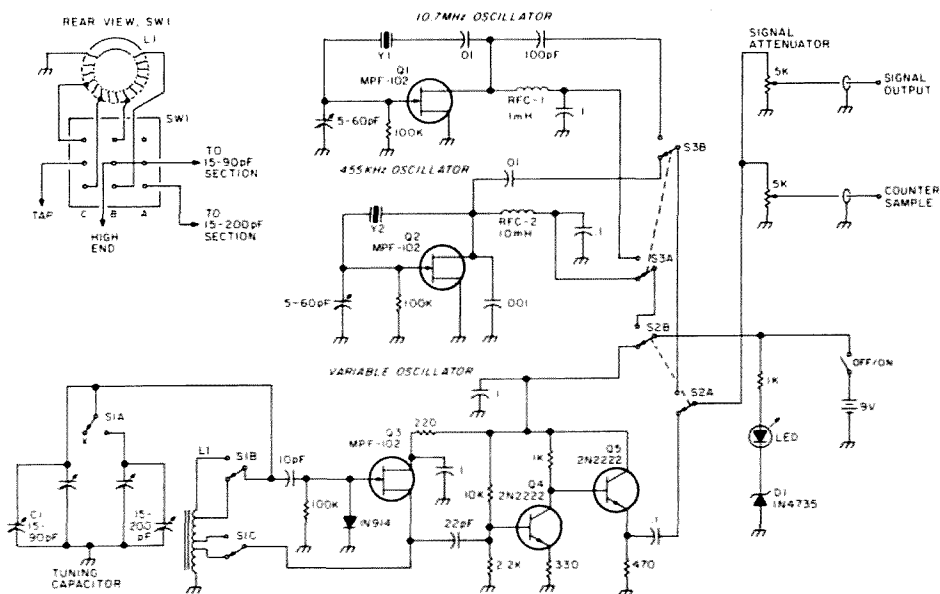 REAR VIEW, SW1
L1
SW1
TO
15-90pF
SECTION
TAP
C B A
HIGH
END
TO
15-200pF
SECTION
10.7MHz OSCILLATOR
Y1
01
100pF
Q1
MPF-102
5-60pF
100K
RFC-1
1mH
.1
455KHz OSCILLATOR
01
Y2
Q2
MPF-102
RFC-2
10mH
.1
5-60pF
100K
001
S3B
S3A
S2B
S2A
SIGNAL
ATTENUATOR
5K
SIGNAL
OUTPUT
5K
COUNTER
SAMPLE
OFF/ON
1K
9V
LED
D1
1N4735
VARIABLE OSCILLATOR
.1
S1A
L1
S1B
S1C
10pF
Q3
MPF-102
220
.1
100K
1N914
C1
15-
90pF
15-
200
pF
TUNING
CAPACITOR
22pF
10K
2.2K
1K
Q4
2N2222
330
Q5
2N2222
470
.1